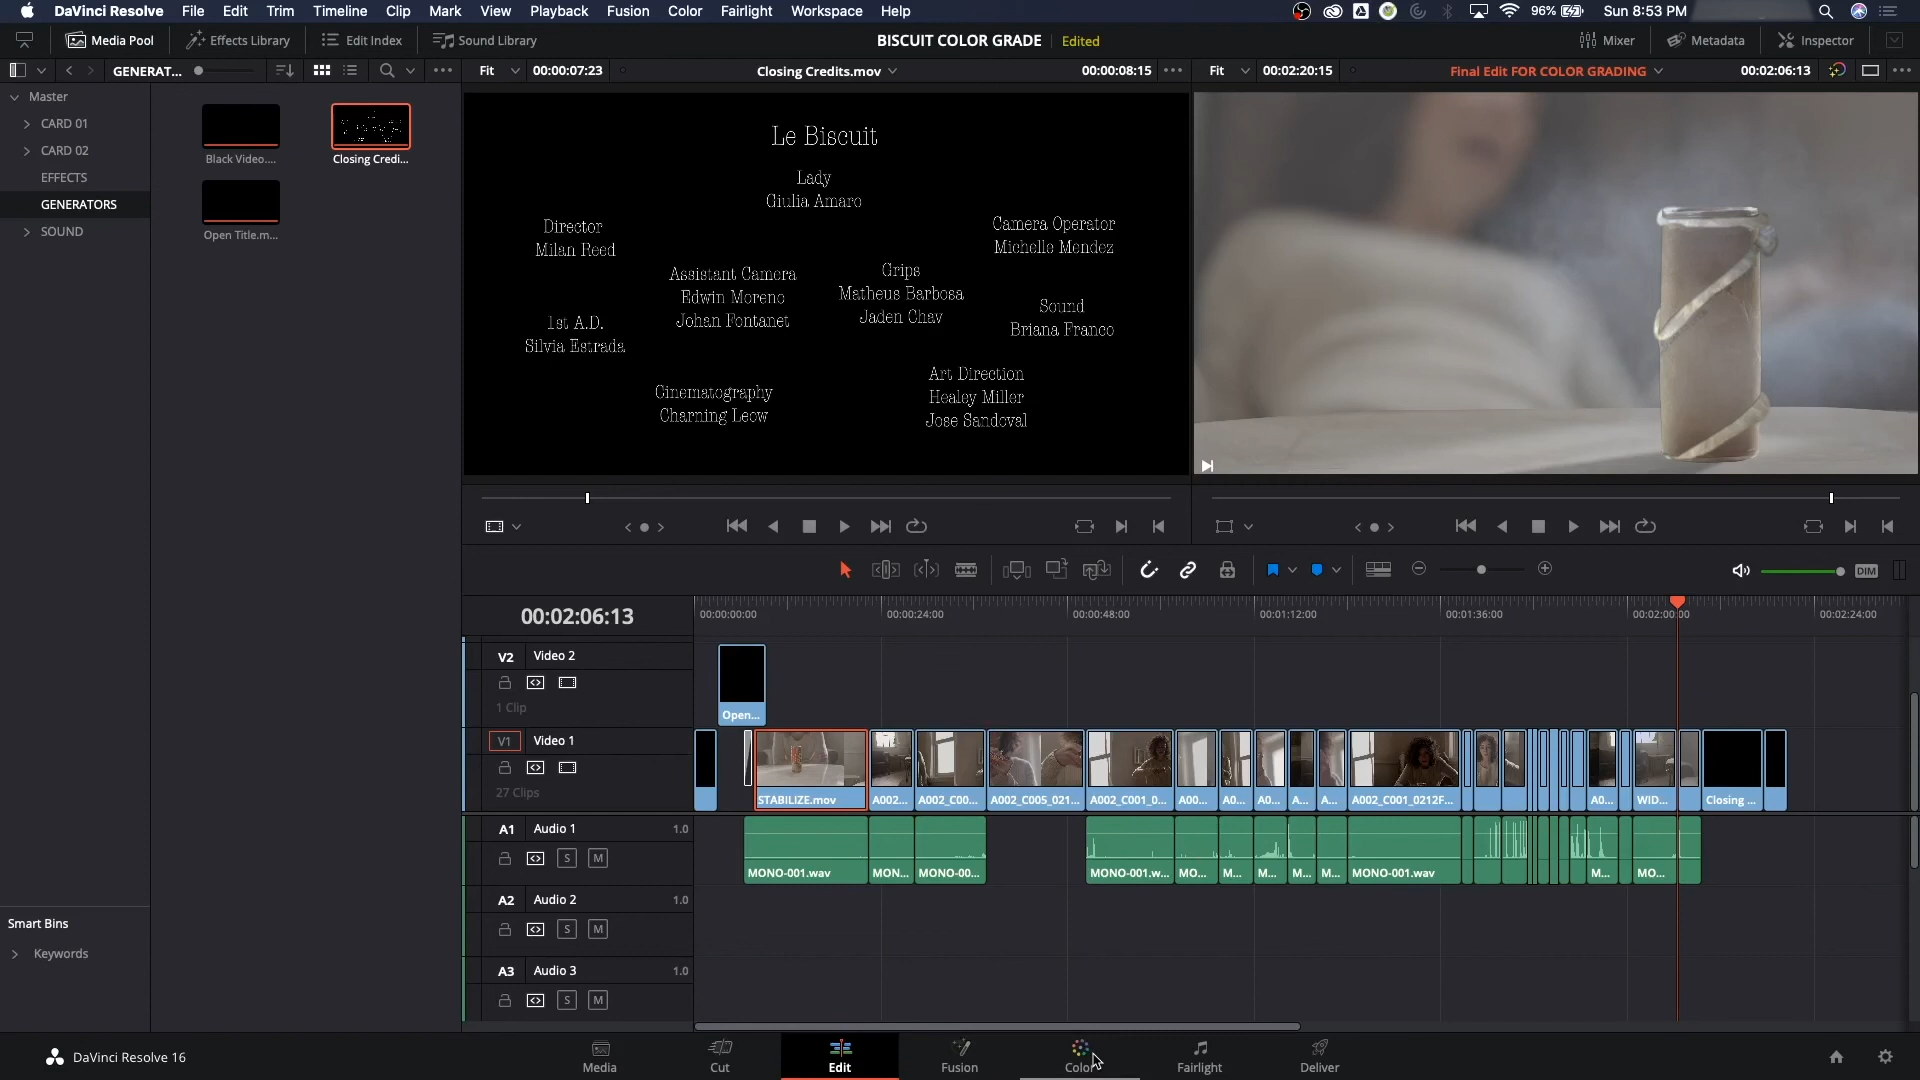 DaVinci Resolve File Edit Trim Timeline Clip Mark View Playback Fusion Color Fairlight Workspace Help
96% Sun 8:53 PM
Media Pool Effects Library Edit Index Sound Library
BISCUIT COLOR GRADE Edited
Mixer Metadata Inspector
GENERAT...
Fit 00:00:07:23 Closing Credits.mov 00:00:08:15
Fit 00:02:20:15 Final Edit FOR COLOR GRADING 00:02:06:13
Master
CARD 01
CARD 02
EFFECTS
GENERATORS
SOUND
Black Video....
Closing Credi...
Open Title.m...
Le Biscuit
Lady
Giulia Amaro
Director
Milan Reed
Camera Operator
Michelle Mendez
Assistant Camera
Edwin Moreno
Johan Fontanet
Grips
Matheus Barbosa
Jaden Chav
Sound
Briana Franco
1st A.D.
Silvia Estrada
Art Direction
Healey Miller
Jose Sandoval
Cinematography
Charning Leow
DIM
00:02:06:13
00:00:00:00 00:00:24:00 00:00:48:00 00:01:12:00 00:01:36:00 00:02:00:00 00:02:24:00
V2 Video 2
1 Clip
Open...
V1 Video 1
27 Clips
STABILIZE.mov A002... A002_C00... A002_C005_021... A002_C001_0... A00... A0... A0... A... A... A002_C001_0212F... A0... WID... Closing ...
A1 Audio 1 1.0
S M
MONO-001.wav MON... MONO-00... MONO-001.w... MO... M... M... M... M... MONO-001.wav M... MO...
A2 Audio 2 1.0
S M
A3 Audio 3 1.0
S M
Smart Bins
Keywords
DaVinci Resolve 16
Media Cut Edit Fusion Color Fairlight Deliver